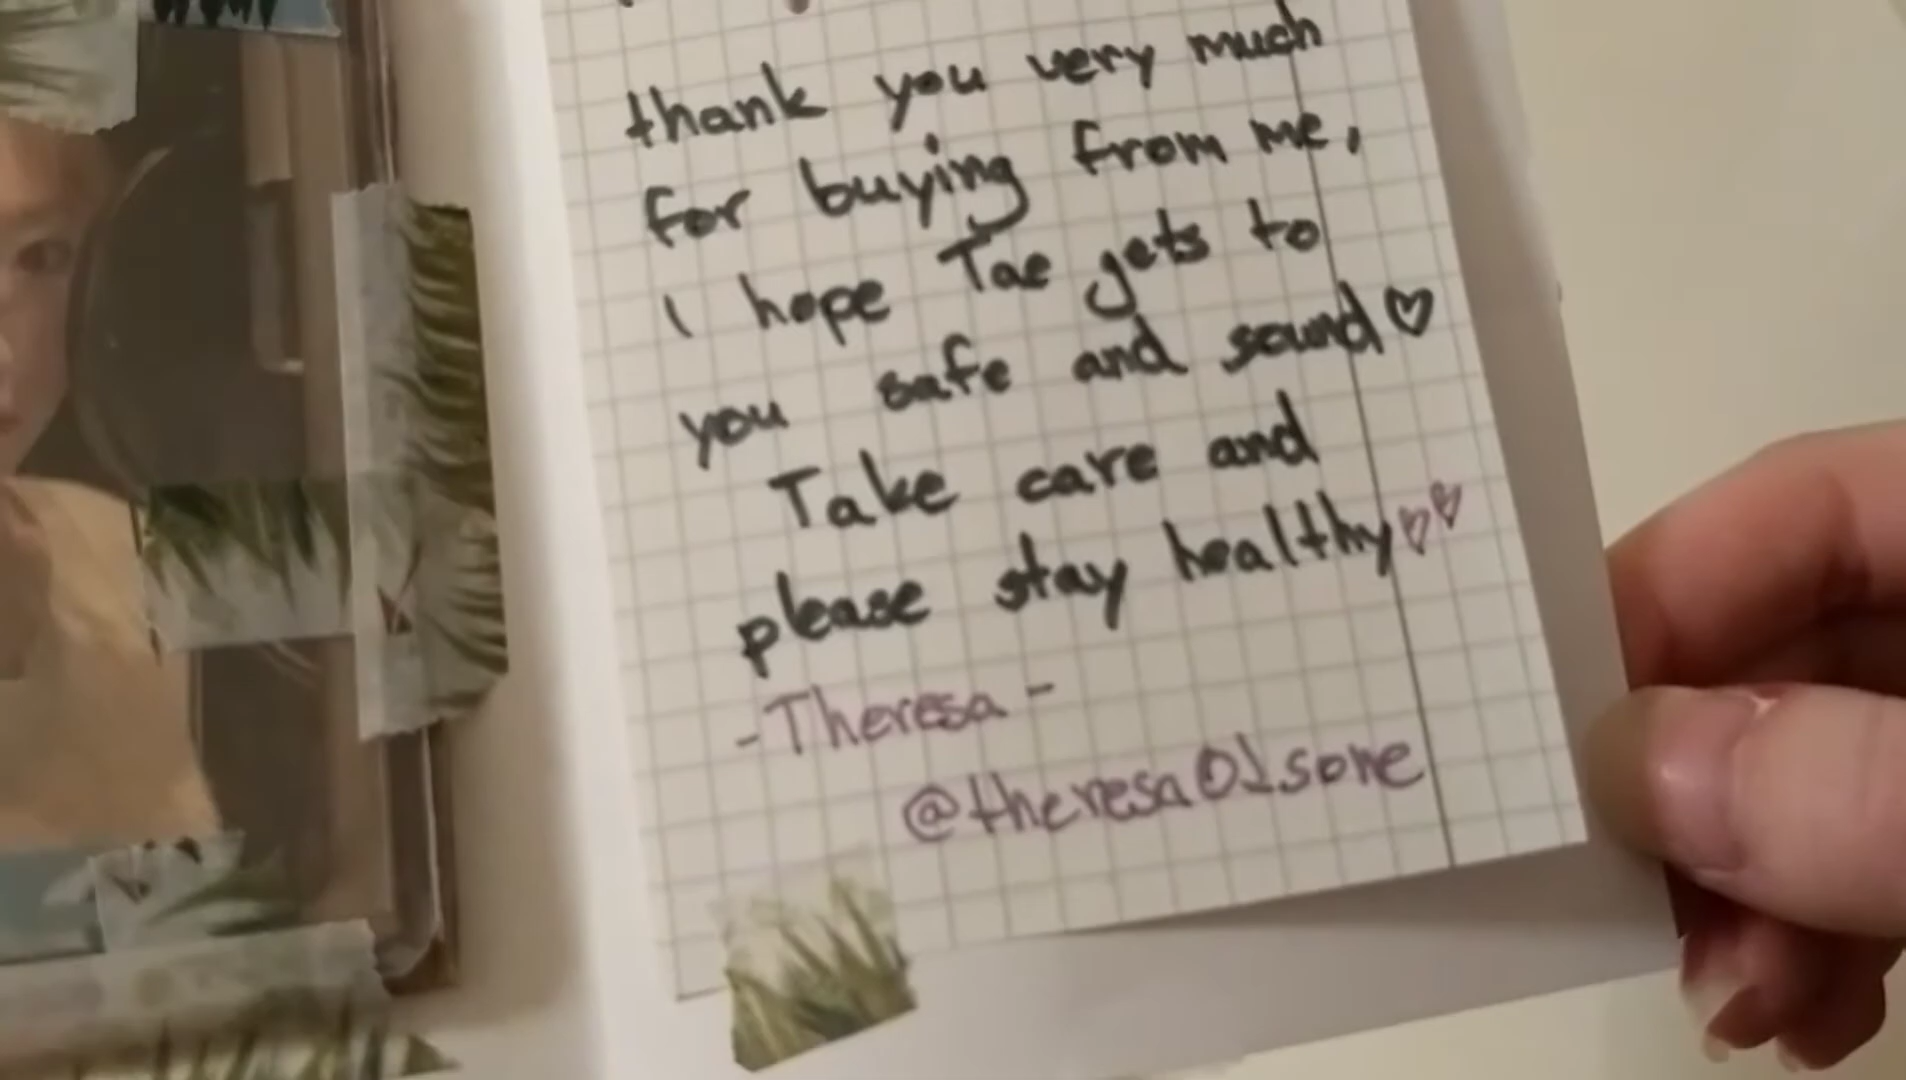 thank you very much
for buying from me,
I hope Tae gets to
you safe and sound♡
Take care and
please stay healthy♡♡
-Theresa-
@theresa01sone